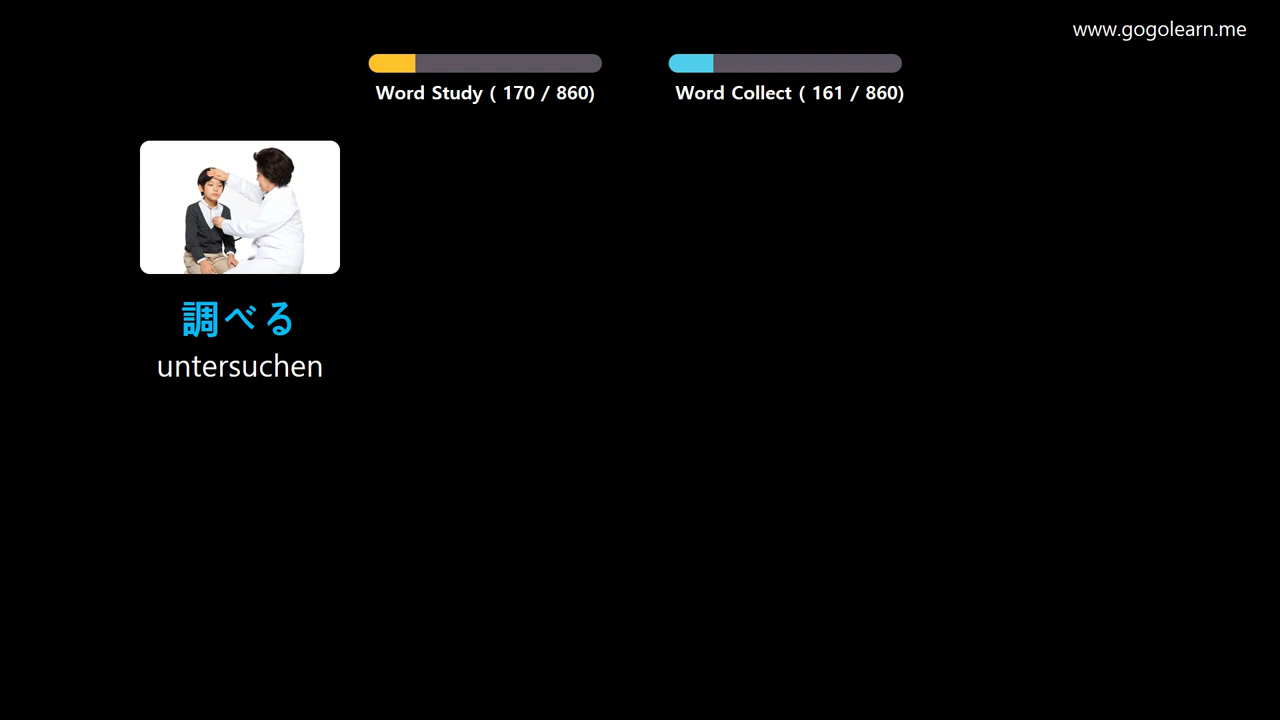 www.gogolearn.me
Word Study ( 170 / 860)
Word Collect ( 161 / 860)
調べる
untersuchen